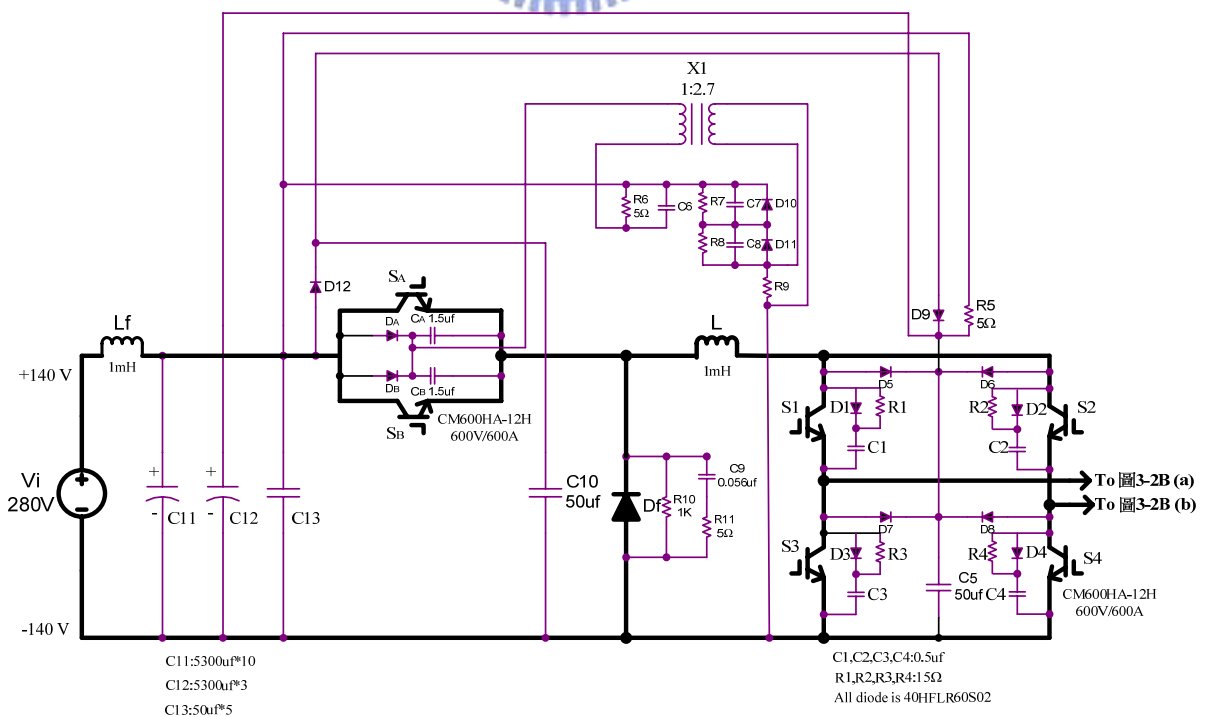 X1
1:2.7
R6
5Ω
C6
R7
C7
D10
R8
C8
D11
R9
D9
R5
5Ω
D12
SA
DA
CA 1.5uf
DB
CB 1.5uf
SB
CM600HA-12H
600V/600A
Lf
1mH
L
1mH
+140 V
Vi
280V
-140 V
+
-
C11
+
-
C12
C13
C10
50uf
Df
R10
1K
C9
0.056uf
R11
5Ω
D5
D6
S1
D1
R1
C1
R2
D2
C2
S2
To 圖3-2B (a)
To 圖3-2B (b)
D7
D8
S3
D3
R3
C3
R4
D4
C4
S4
C5
50uf
CM600HA-12H
600V/600A
C11:5300uf*10
C12:5300uf*3
C13:50uf*5
C1,C2,C3,C4:0.5uf
R1,R2,R3,R4:15Ω
All diode is 40HFLR60S02